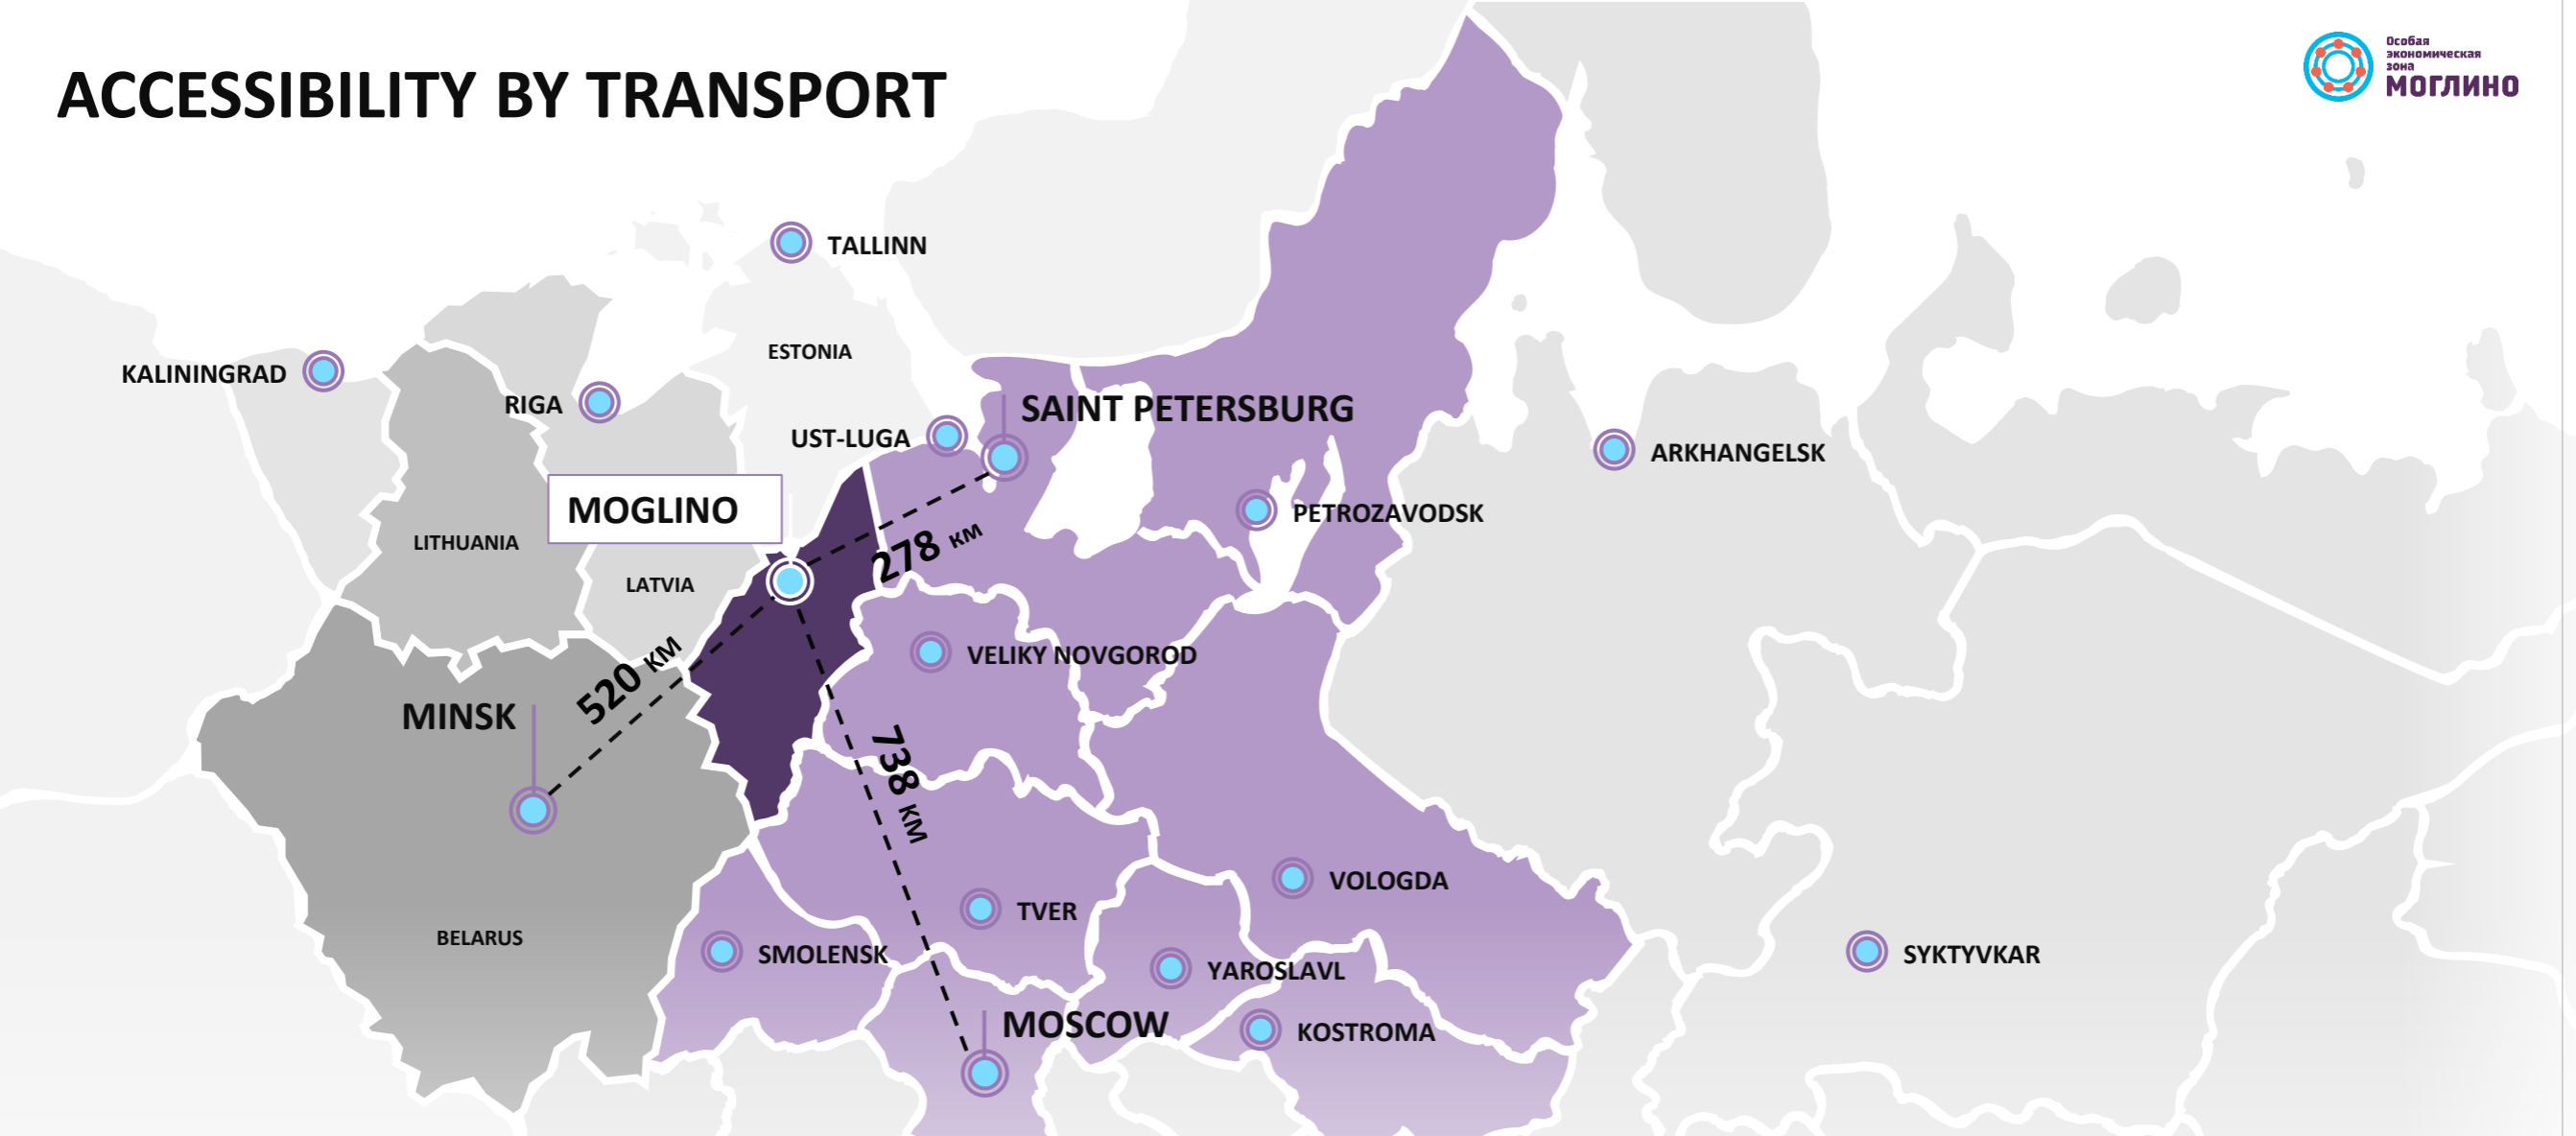 ACCESSIBILITY BY TRANSPORT
Особая
экономическая
зона
МОГЛИНО
TALLINN
ESTONIA
KALININGRAD
RIGA
SAINT PETERSBURG
UST-LUGA
ARKHANGELSK
MOGLINO
PETROZAVODSK
LITHUANIA
278 КМ
LATVIA
VELIKY NOVGOROD
520 КМ
MINSK
738 КМ
VOLOGDA
TVER
BELARUS
SMOLENSK
YAROSLAVL
SYKTYVKAR
MOSCOW
KOSTROMA